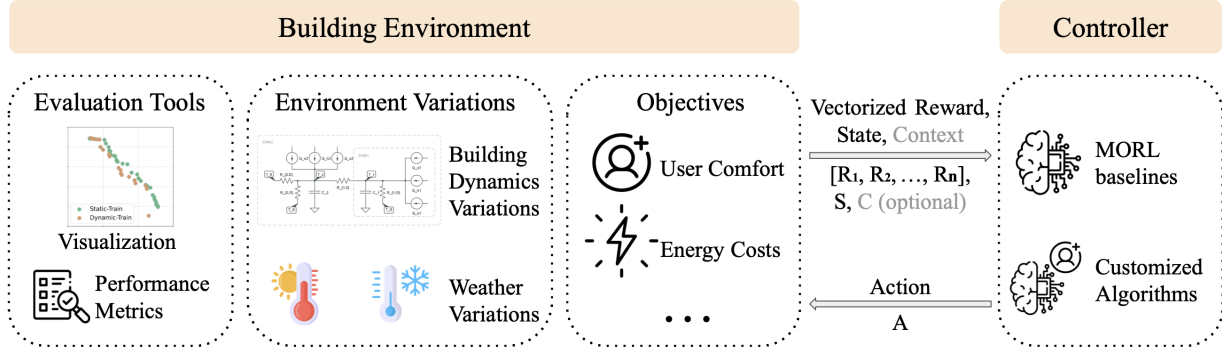 Building Environment
Controller
Evaluation Tools
Static-Train
Dynamic-Train
Visualization
Performance
Metrics
Environment Variations
Building
Dynamics
Variations
Weather
Variations
Objectives
User Comfort
Energy Costs
...
Vectorized Reward,
State, Context
[R₁, R₂, ..., Rn],
S, C (optional)
Action
A
MORL
baselines
Customized
Algorithms